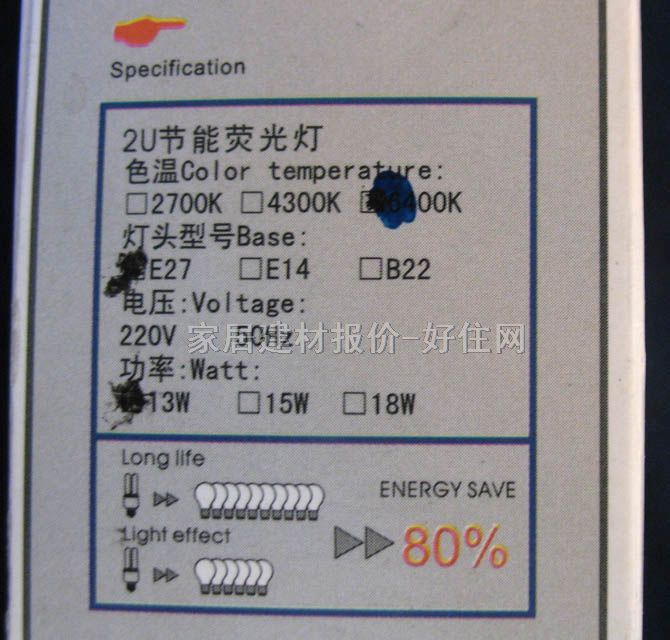 Specification
2U节能荧光灯
色温Color temperature:
□2700K □4300K □6400K
灯头型号Base:
□E27 □E14 □B22
电压:Voltage:
220V 50Hz
家居建材报价-好住网
功率:Watt:
□13W □15W □18W
Long life
ENERGY SAVE
Light effect
80%